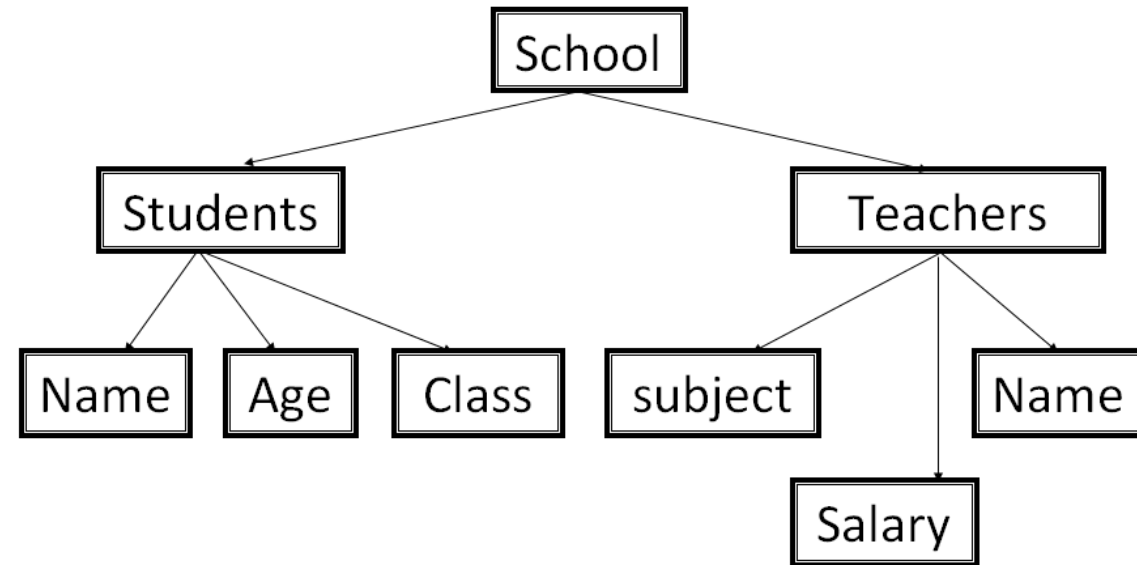 School
Students
Teachers
Name
Age
Class
subject
Name
Salary